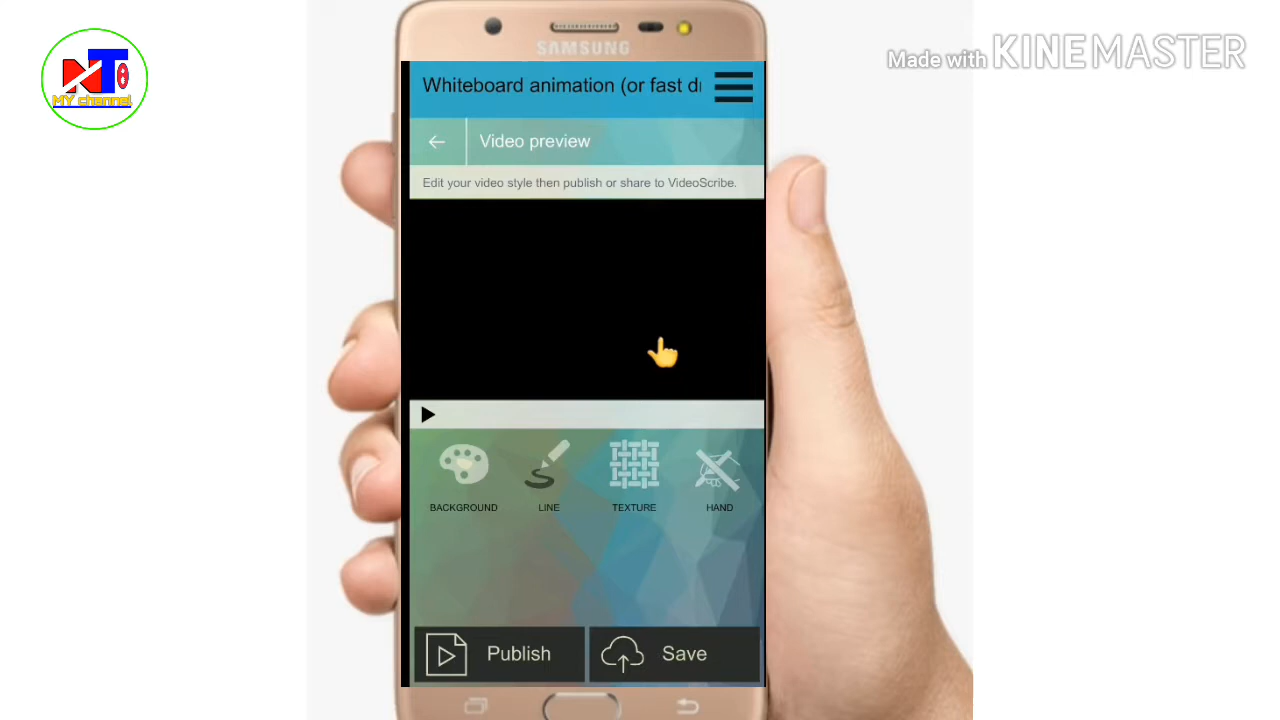 NT
MY channel
Made with KINEMASTER
SAMSUNG
Whiteboard animation (or fast d
Video preview
Edit your video style then publish or share to VideoScribe.
BACKGROUND
LINE
TEXTURE
HAND
Publish
Save